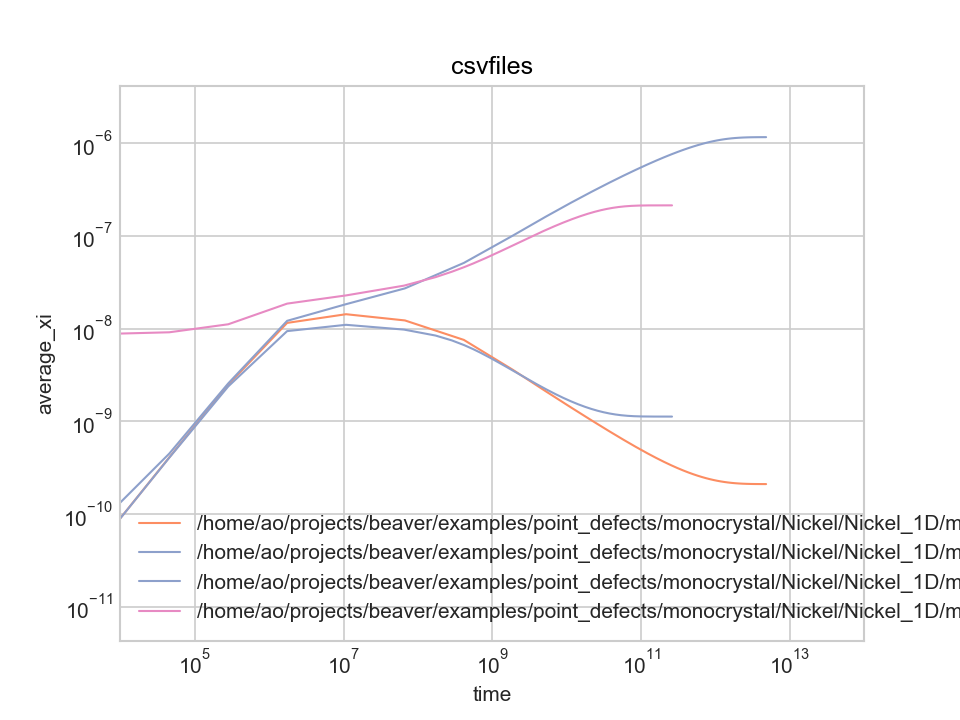 csvfiles
average_xi
10^−6
10^−7
10^−8
10^−9
10^−10
10^−11
/home/ao/projects/beaver/examples/point_defects/monocrystal/Nickel/Nickel_1D/m
/home/ao/projects/beaver/examples/point_defects/monocrystal/Nickel/Nickel_1D/m
/home/ao/projects/beaver/examples/point_defects/monocrystal/Nickel/Nickel_1D/m
/home/ao/projects/beaver/examples/point_defects/monocrystal/Nickel/Nickel_1D/m
10^5 10^7 10^9 10^11 10^13
time